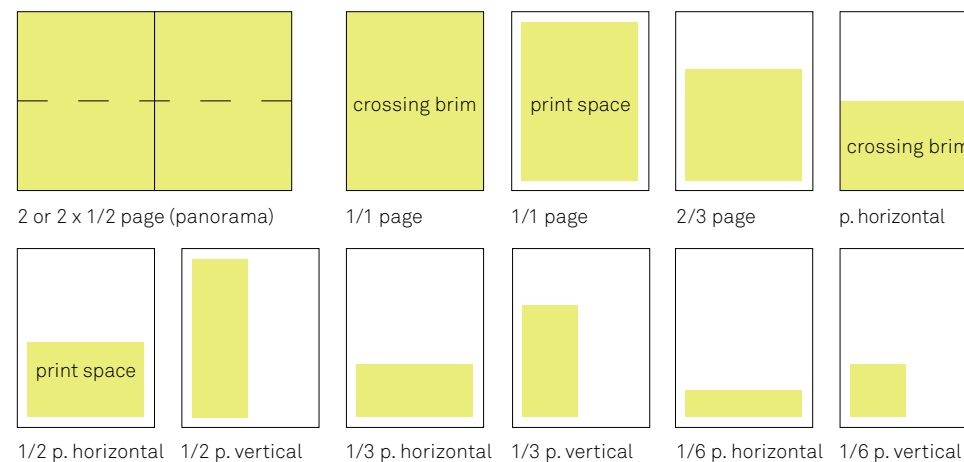 crossing brim
print space
crossing brim
2 or 2 x 1/2 page (panorama)
1/1 page
1/1 page
2/3 page
p. horizontal
print space
1/2 p. horizontal
1/2 p. vertical
1/3 p. horizontal
1/3 p. vertical
1/6 p. horizontal
1/6 p. vertical